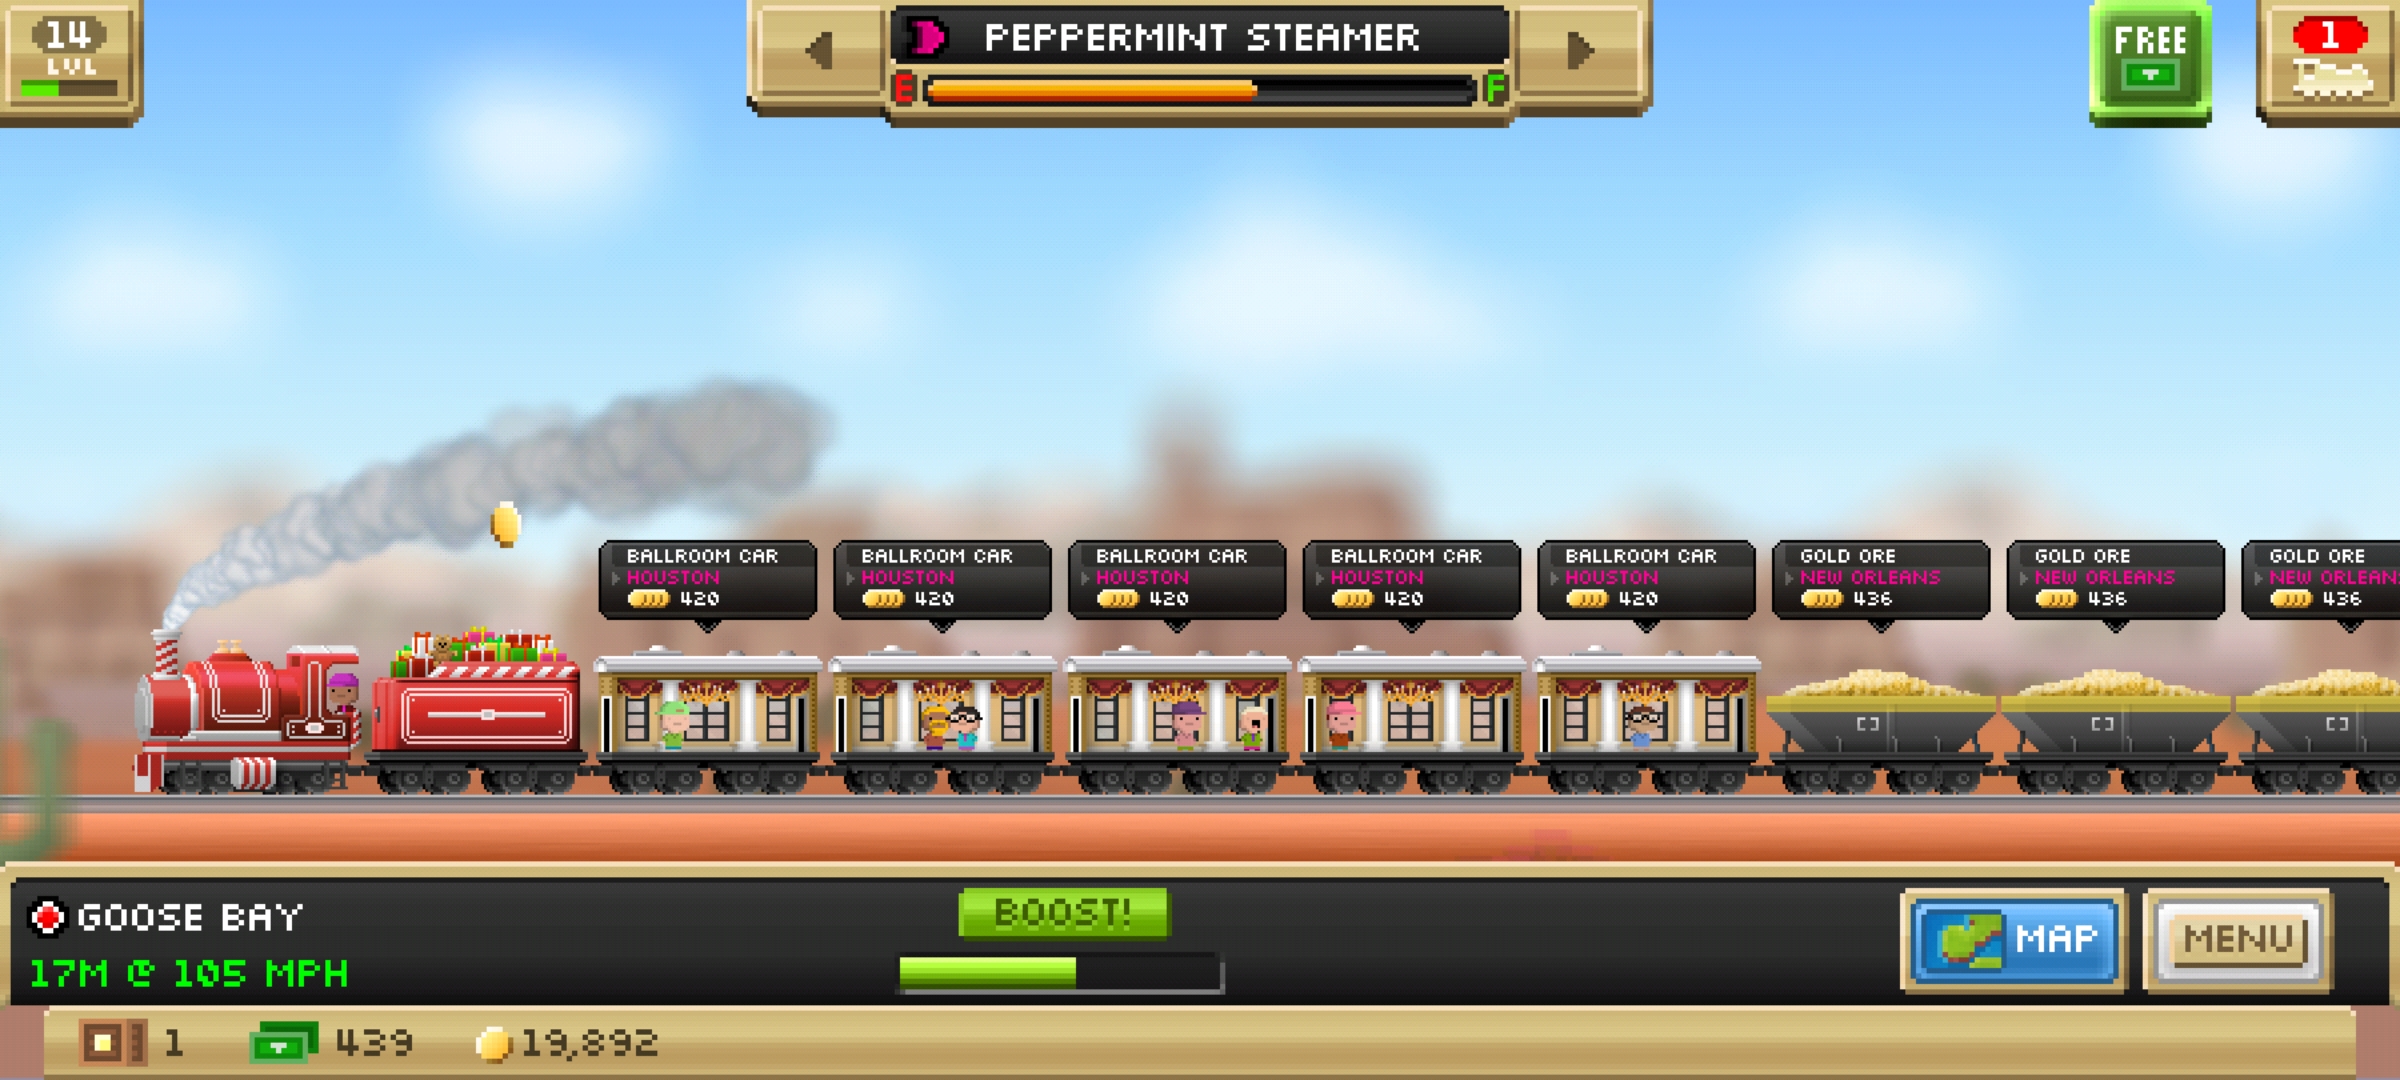 14
LVL
PEPPERMINT STEAMER
E F
FREE
1
BALLROOM CAR
HOUSTON
420
BALLROOM CAR
HOUSTON
420
BALLROOM CAR
HOUSTON
420
BALLROOM CAR
HOUSTON
420
BALLROOM CAR
HOUSTON
420
GOLD ORE
NEW ORLEANS
436
GOLD ORE
NEW ORLEANS
436
GOLD ORE
NEW ORLEAN
436
GOOSE BAY
17M @ 105 MPH
BOOST!
MAP
MENU
1
439
19,892